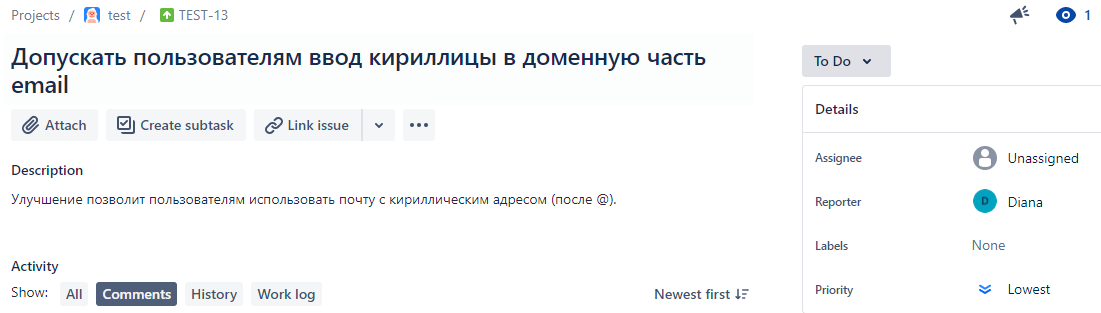 Projects / test / TEST-13
1
Допускать пользователям ввод кириллицы в доменную часть
email
To Do
Attach Create subtask Link issue
Details
Description
Assignee Unassigned
Улучшение позволит пользователям использовать почту с кириллическим адресом (после @).
Reporter D Diana
Labels None
Activity
Show: All Comments History Work log Newest first
Priority Lowest